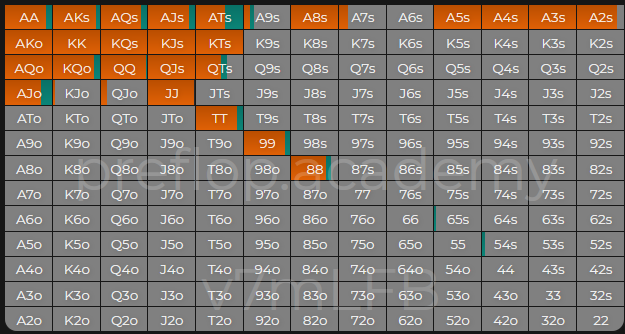 AA AKs AQs AJs ATs A9s A8s A7s A6s A5s A4s A3s A2s
AKo KK KQs KJs KTs K9s K8s K7s K6s K5s K4s K3s K2s
AQo KQo QQ QJs QTs Q9s Q8s Q7s Q6s Q5s Q4s Q3s Q2s
AJo KJo QJo JJ JTs J9s J8s J7s J6s J5s J4s J3s J2s
ATo KTo QTo JTo TT T9s T8s T7s T6s T5s T4s T3s T2s
A9o K9o Q9o J9o T9o 99 98s 97s 96s 95s 94s 93s 92s
A8o K8o Q8o J8o T8o 98o 88 87s 86s 85s 84s 83s 82s
preflop.academy
A7o K7o Q7o J7o T7o 97o 87o 77 76s 75s 74s 73s 72s
A6o K6o Q6o J6o T6o 96o 86o 76o 66 65s 64s 63s 62s
A5o K5o Q5o J5o T5o 95o 85o 75o 65o 55 54s 53s 52s
A4o K4o Q4o J4o T4o 94o 84o 74o 64o 54o 44 43s 42s
v7mLFB
A3o K3o Q3o J3o T3o 93o 83o 73o 63o 53o 43o 33 32s
A2o K2o Q2o J2o T2o 92o 82o 72o 62o 52o 42o 32o 22